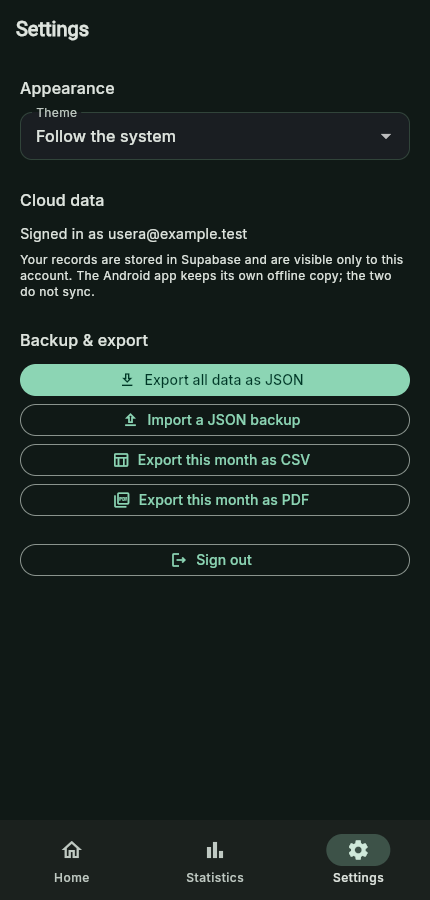 Settings
Appearance
Theme
Follow the system
Cloud data
Signed in as usera@example.test
Your records are stored in Supabase and are visible only to this
account. The Android app keeps its own offline copy; the two
do not sync.
Backup & export
Export all data as JSON
Import a JSON backup
Export this month as CSV
PDF
Export this month as PDF
Sign out
Home
Statistics
Settings